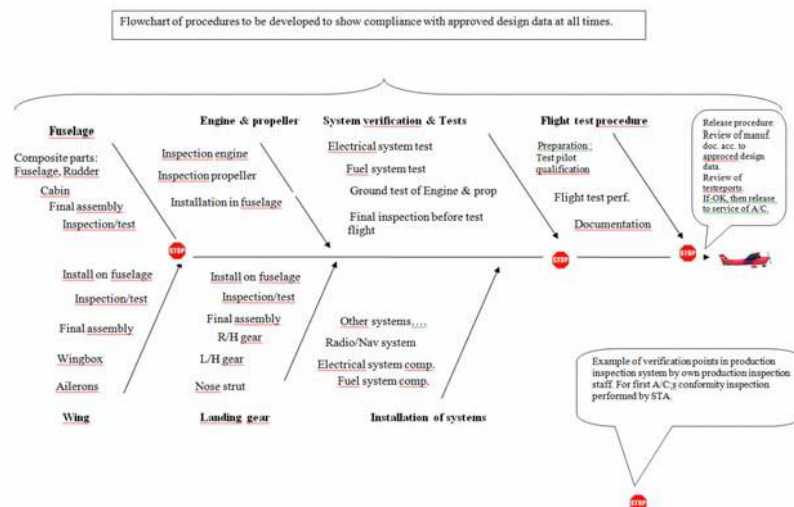 Flowchart of procedures to be developed to show compliance with approved design data at all times.
Fuselage
Composite parts:
Fuselage, Rudder
Cabin
Final assembly
Inspection/test
Engine & propeller
Inspection engine
Inspection propeller
Installation in fuselage
System verification & Tests
Electrical system test
Fuel system test
Ground test of Engine & prop
Final inspection before test
flight
Flight test procedure
Preparation :
Test pilot
qualification
Flight test perf.
Documentation
Release procedure:
Review of manuf.
doc. acc. to
approced design
data.
Review of
testreports.
If-OK, then release
to service of A/C.
STOP
STOP
STOP
Install on fuselage
Inspection/test
Final assembly
Wingbox
Ailerons
Wing
Install on fuselage
Inspection/test
Final assembly
R/H gear
L/H gear
Nose strut
Landing gear
Other systems....
Radio/Nav system
Electrical system comp.
Fuel system comp.
Installation of systems
Example of verification points in production
inspection system by own production inspection
staff. For first A/C;s conformity inspection
performed by STA.
STOP